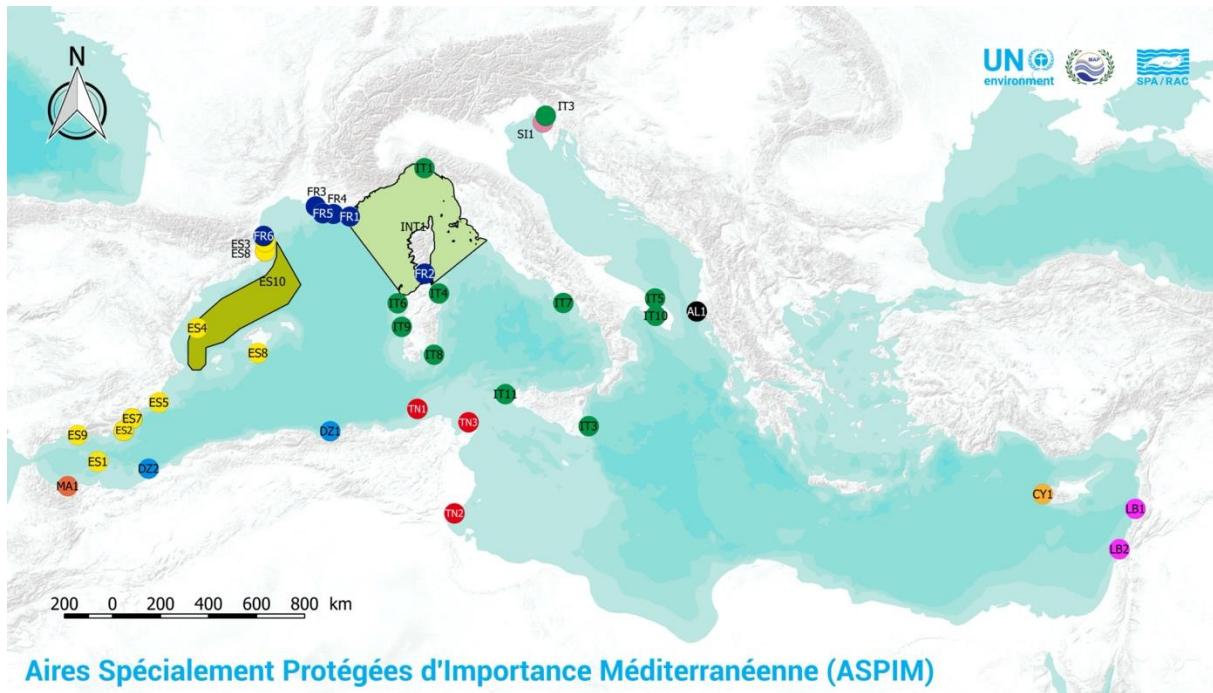 N
UN
environment
MAP
SPA/RAC
IT3
SI1
IT1
FR3
FR4
FR5
FR1
INT1
FR6
ES3
ES8
ES10
FR2
IT4
IT6
IT7
IT5
IT10
AL1
IT9
ES4
ES8
IT8
IT11
ES5
TN1
ES7
ES2
ES9
DZ1
TN3
IT3
ES1
DZ2
MA1
CY1
LB1
TN2
LB2
200 0 200 400 600 800 km
Aires Spécialement Protégées d'Importance Méditerranéenne (ASPIM)